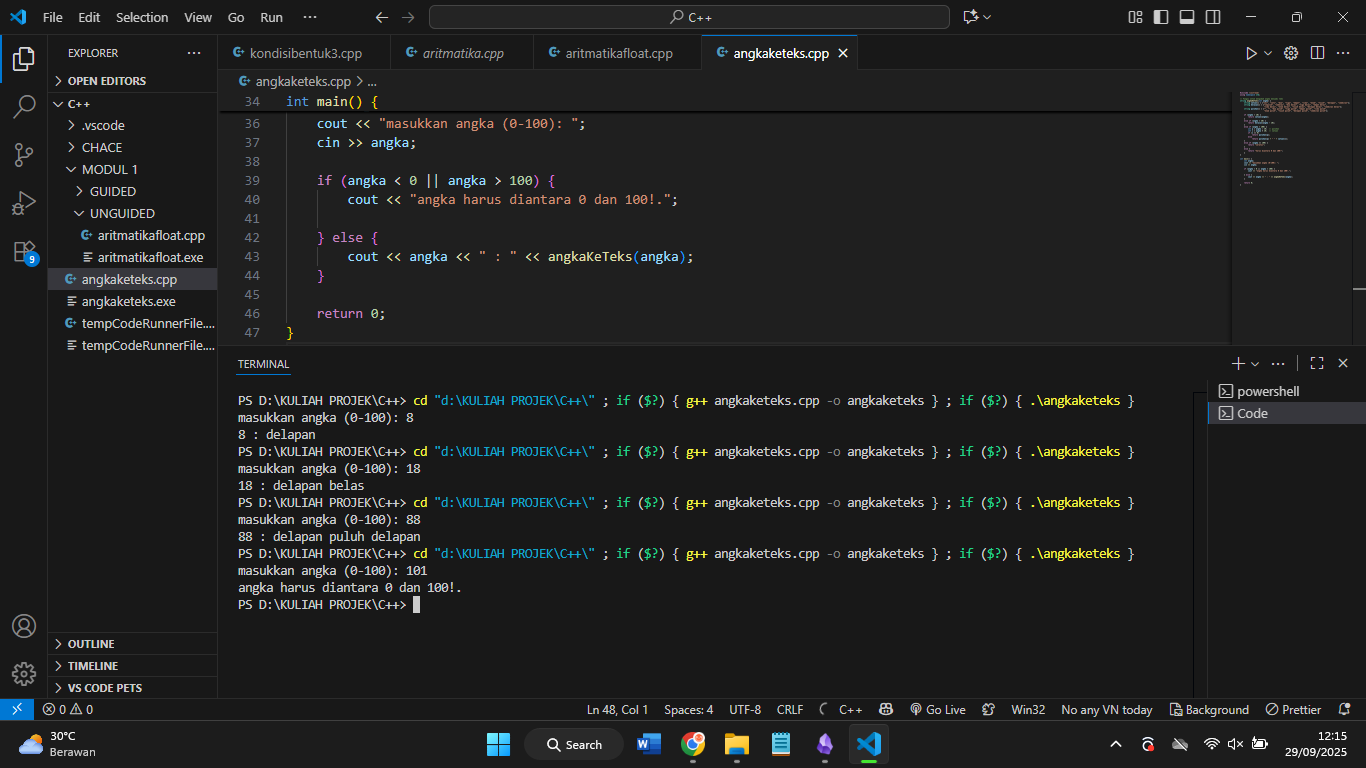 File Edit Selection View Go Run ··· C++
EXPLORER ···
OPEN EDITORS
C++
.vscode
CHACE
MODUL 1
GUIDED
UNGUIDED
aritmatikafloat.cpp
aritmatikafloat.exe
angkaketeks.cpp
angkaketeks.exe
tempCodeRunnerFile....
tempCodeRunnerFile....
OUTLINE
TIMELINE
VS CODE PETS
9
kondisibentuk3.cpp aritmatika.cpp aritmatikafloat.cpp angkaketeks.cpp
angkaketeks.cpp > ...
34 int main() {
36 cout << "masukkan angka (0-100): ";
37 cin >> angka;
38
39 if (angka < 0 || angka > 100) {
40 cout << "angka harus diantara 0 dan 100!.";
41
42 } else {
43 cout << angka << " : " << angkaKeTeks(angka);
44 }
45
46 return 0;
47 }
TERMINAL
PS D:\KULIAH PROJEK\C++> cd "d:\KULIAH PROJEK\C++\" ; if ($?) { g++ angkaketeks.cpp -o angkaketeks } ; if ($?) { .\angkaketeks }
masukkan angka (0-100): 8
8 : delapan
PS D:\KULIAH PROJEK\C++> cd "d:\KULIAH PROJEK\C++\" ; if ($?) { g++ angkaketeks.cpp -o angkaketeks } ; if ($?) { .\angkaketeks }
masukkan angka (0-100): 18
18 : delapan belas
PS D:\KULIAH PROJEK\C++> cd "d:\KULIAH PROJEK\C++\" ; if ($?) { g++ angkaketeks.cpp -o angkaketeks } ; if ($?) { .\angkaketeks }
masukkan angka (0-100): 88
88 : delapan puluh delapan
PS D:\KULIAH PROJEK\C++> cd "d:\KULIAH PROJEK\C++\" ; if ($?) { g++ angkaketeks.cpp -o angkaketeks } ; if ($?) { .\angkaketeks }
masukkan angka (0-100): 101
angka harus diantara 0 dan 100!.
PS D:\KULIAH PROJEK\C++>
powershell
Code
0 0 Ln 48, Col 1 Spaces: 4 UTF-8 CRLF C++ Go Live Win32 No any VN today Background Prettier
30°C
Berawan
Search
12:15
29/09/2025